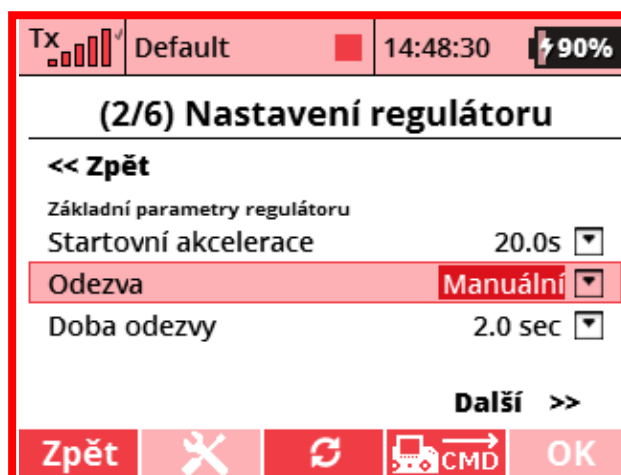 Tx Default 14:48:30 90%
(2/6) Nastavení regulátoru
<< Zpět
Základní parametry regulátoru
Startovní akcelerace 20.0s
Odezva Manuální
Doba odezvy 2.0 sec
Další >>
Zpět CMD OK